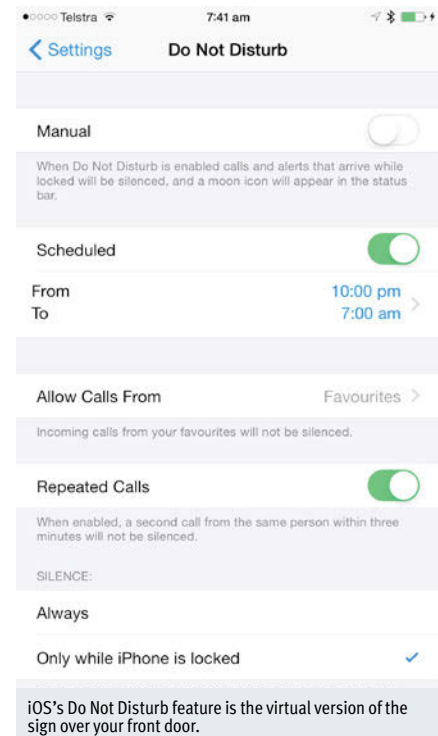 Telstra 7:41 am
Settings Do Not Disturb
Manual
When Do Not Disturb is enabled calls and alerts that arrive while
locked will be silenced, and a moon icon will appear in the status
bar.
Scheduled
From 10:00 pm
To 7:00 am
Allow Calls From Favourites
Incoming calls from your favourites will not be silenced.
Repeated Calls
When enabled, a second call from the same person within three
minutes will not be silenced.
SILENCE:
Always
Only while iPhone is locked
iOS's Do Not Disturb feature is the virtual version of the
sign over your front door.